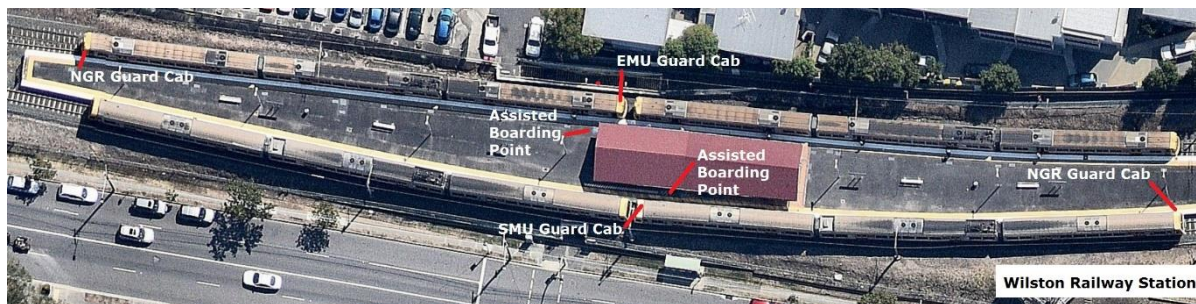 EMU Guard Cab
NGR Guard Cab
Assisted
Boarding
Point
Assisted
Boarding
Point
NGR Guard Cab
SMU Guard Cab
Wilston Railway Station